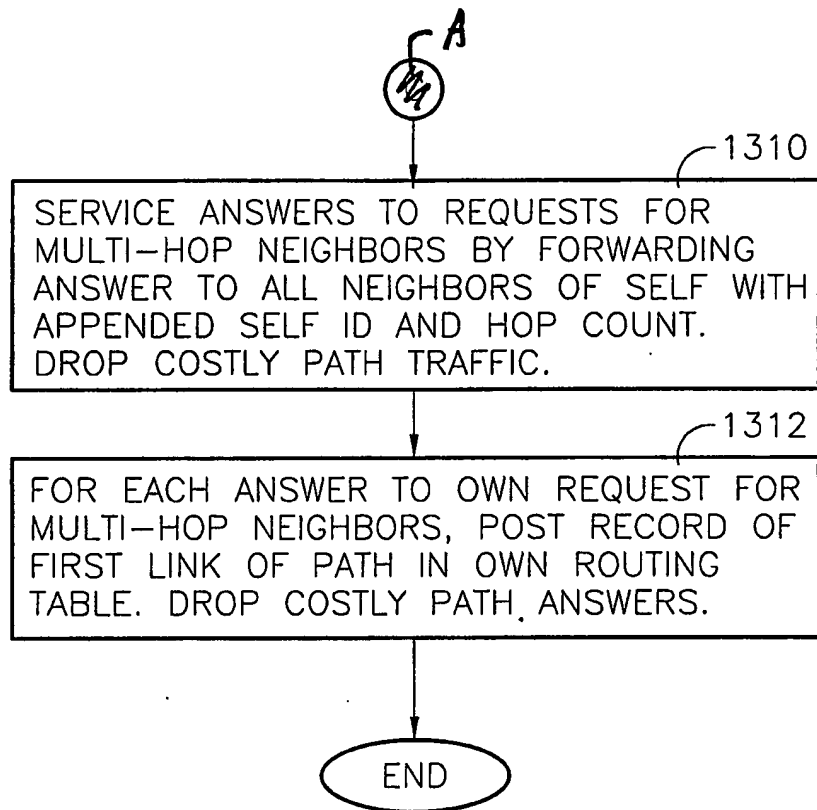 A
1310
SERVICE ANSWERS TO REQUESTS FOR
MULTI-HOP NEIGHBORS BY FORWARDING
ANSWER TO ALL NEIGHBORS OF SELF WITH
APPENDED SELF ID AND HOP COUNT.
DROP COSTLY PATH TRAFFIC.
1312
FOR EACH ANSWER TO OWN REQUEST FOR
MULTI-HOP NEIGHBORS, POST RECORD OF
FIRST LINK OF PATH IN OWN ROUTING
TABLE. DROP COSTLY PATH ANSWERS.
END